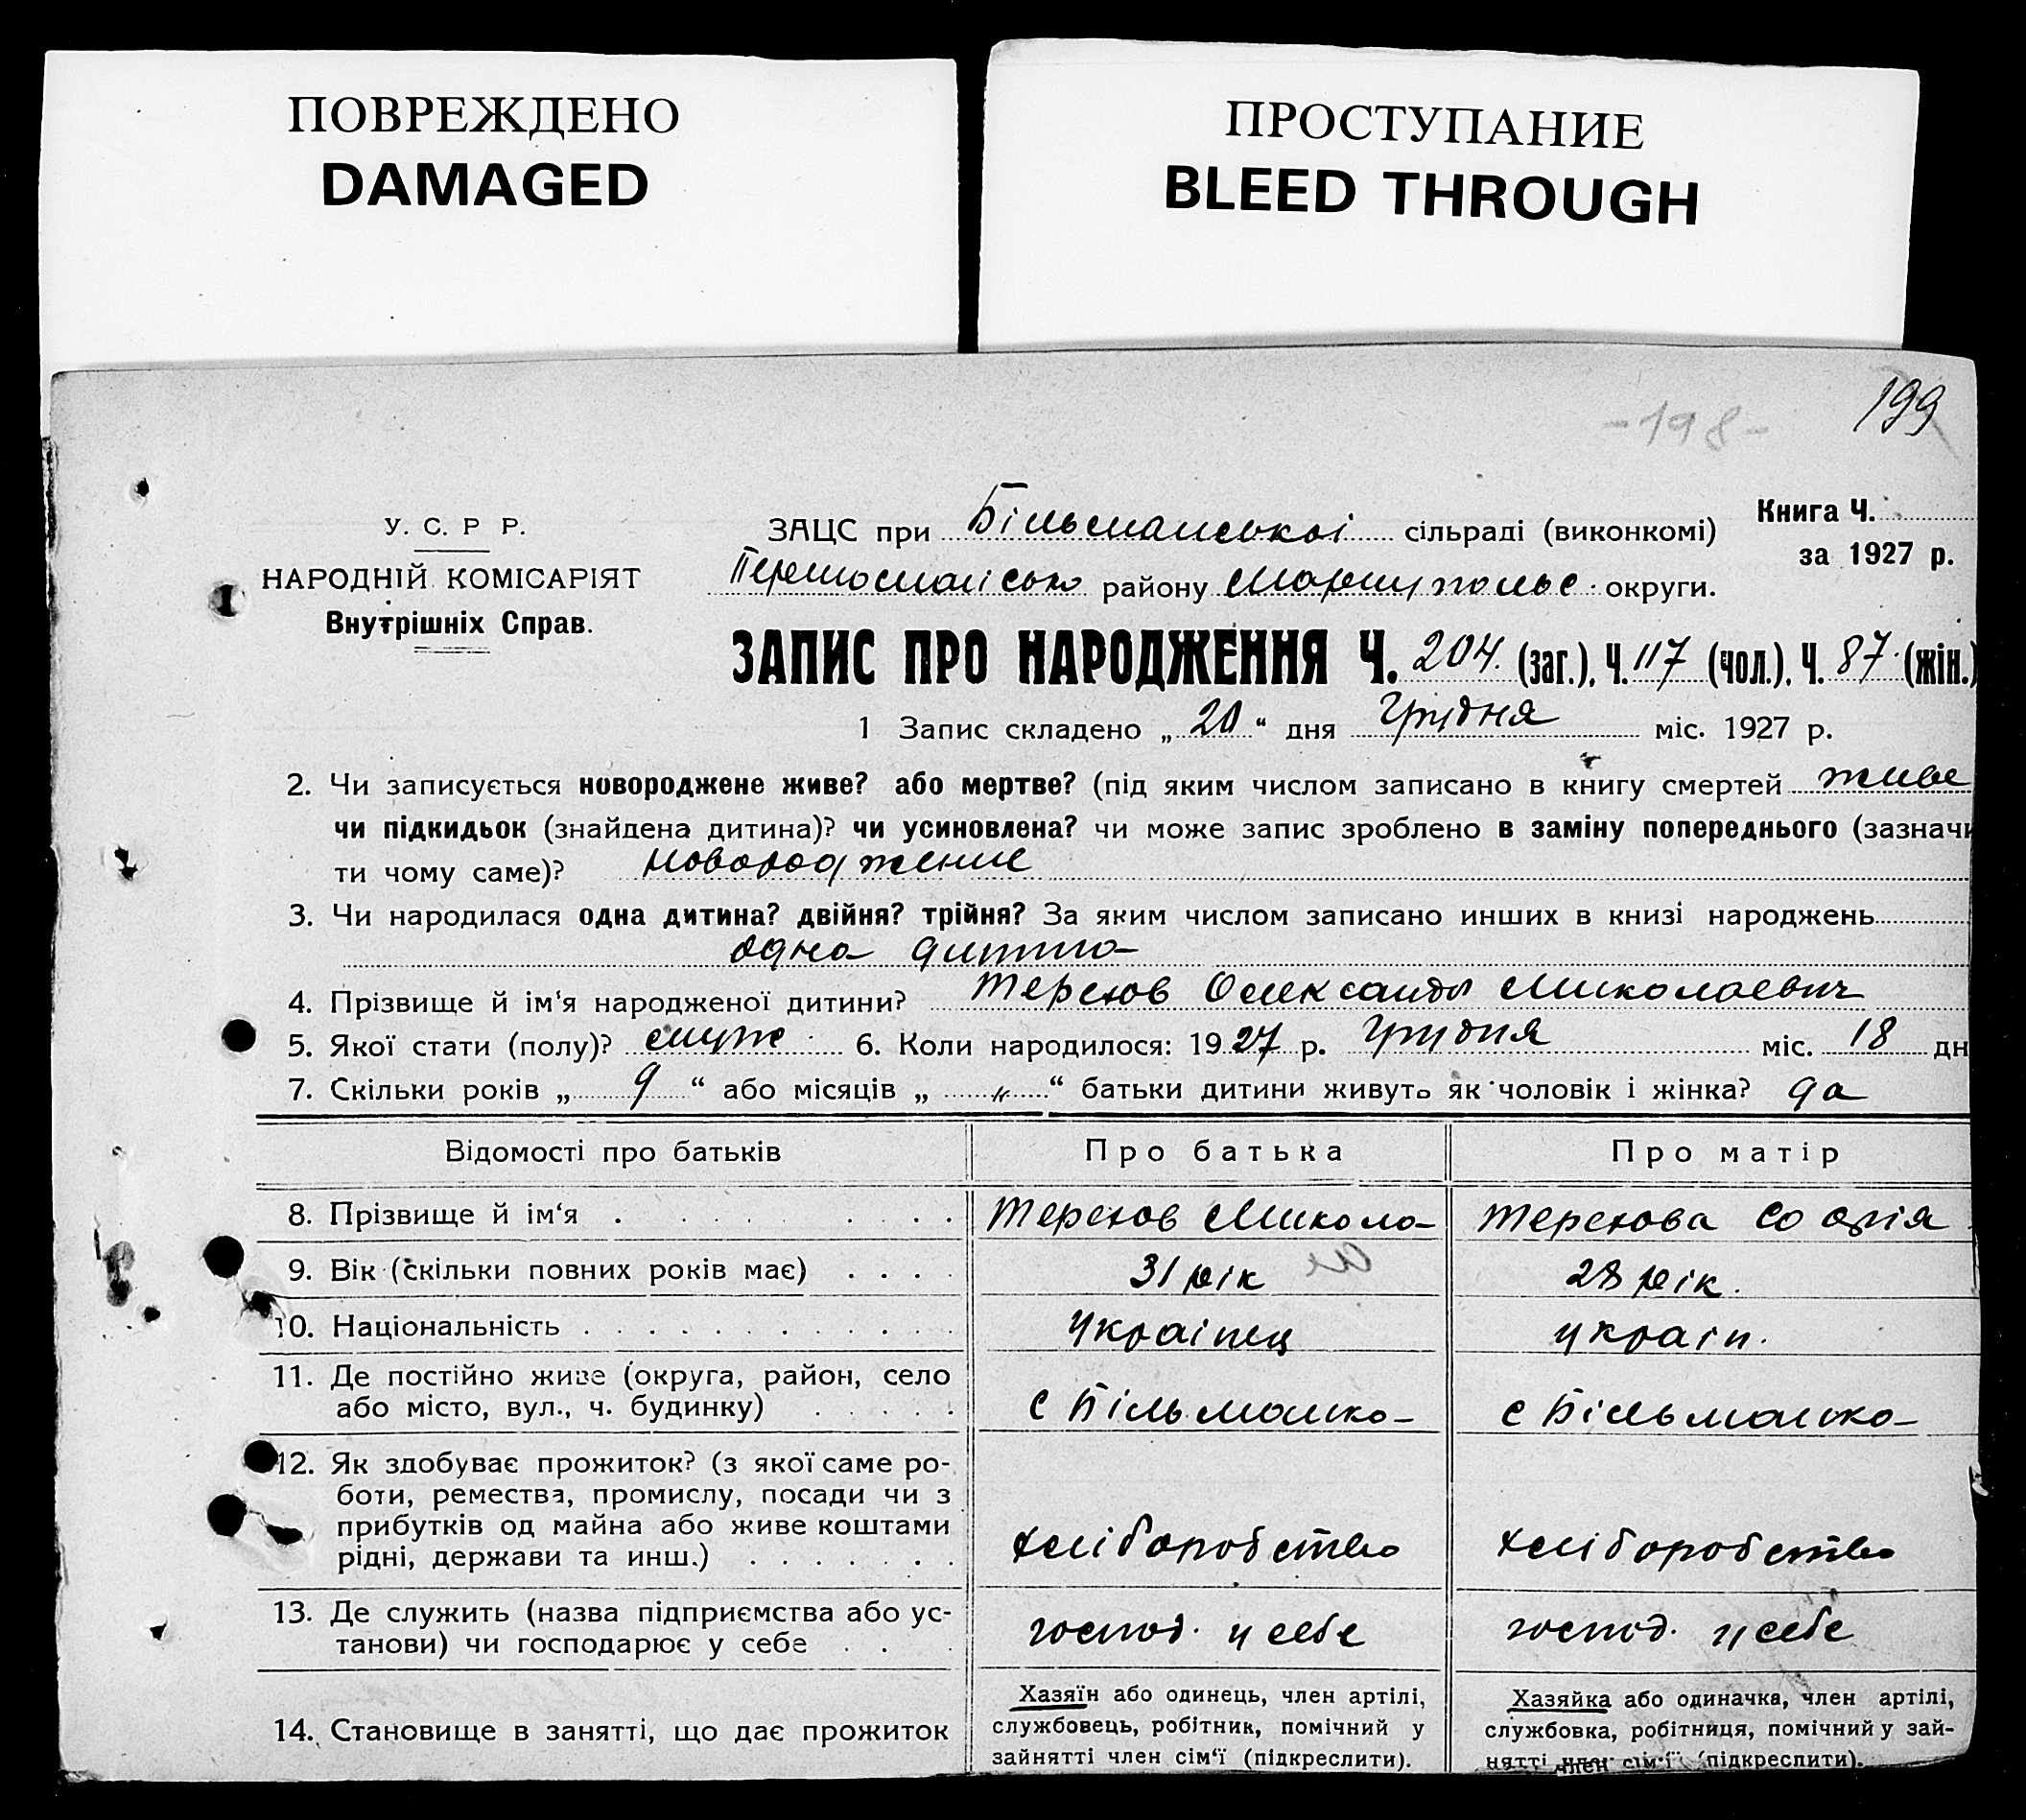 ПОВРЕЖДЕНО
DAMAGED
ПРОСТУПАНИЕ
BLEED THROUGH
199
-198-
У. С. Р Р.
НАРОДНІЙ КОМІСАРІЯТ
Внутрішніх Справ.
Книга Ч.
за 1927 р.
ЗАЦС при Більманської сільраді (виконкомі)
району Маріупольс. округи.
ЗАПИС ПРО НАРОДЖЕННЯ Ч. 204. (заг.), Ч. 117 (чол.), Ч. 87. (жін.)
1 Запис складено „ 20 “ дня Грудня міс. 1927 р.
2. Чи записується новороджене живе? або мертве? (під яким числом записано в книгу смертей живе
чи підкидьок (знайдена дитина)? чи усиновлена? чи може запис зроблено в заміну попереднього (зазначи
ти чому саме)? новорожденне
3. Чи народилася одна дитина? двійня? трійня? За яким числом записано инших в книзі народжень
одна
4. Прізвище й ім‘я народженої дитини? Терехов Олександр Миколаевич
5. Якої стати (полу)? муж. 6. Коли народилося: 1927 р. Грудня міс. 18 дн
7. Скільки років „ 9 “ або місяців „ „ “ батьки дитини живуть як чоловік і жінка? да
Відомості про батьків Про батька Про матір
8. Прізвище й ім‘я . . . . . . Терехов Микола Терехова Софія
9. Вік (скільки повних років має) . . . . 31 рік 28 рік.
10. Національність . . . . . . . . . . . . Українец україн.
11. Де постійно живе (округа, район, село
або місто, вул., ч. будинку) . . . . . с Більманка с Більманка
12. Як здобуває прожиток? (з якої саме ро-
боти, ремества, промислу, посади чи з
прибутків од майна або живе коштами
рідні, держави та инш.) . . . . . . . хліборобство хліборобство
13. Де служить (назва підприємства або ус-
танови) чи господарює у себе . . . господ. у себе господ. у себе
14. Становище в занятті, що дає прожиток
Хазяїн або одинець, член артілі,
службовець, робітник, помічний у
зайнятті член сім‘ї (підкреслити).
Хазяйка або одиначка, член артілі,
службовка, робітниця, помічний у зай-
нятті член сім‘ї (підкреслити).